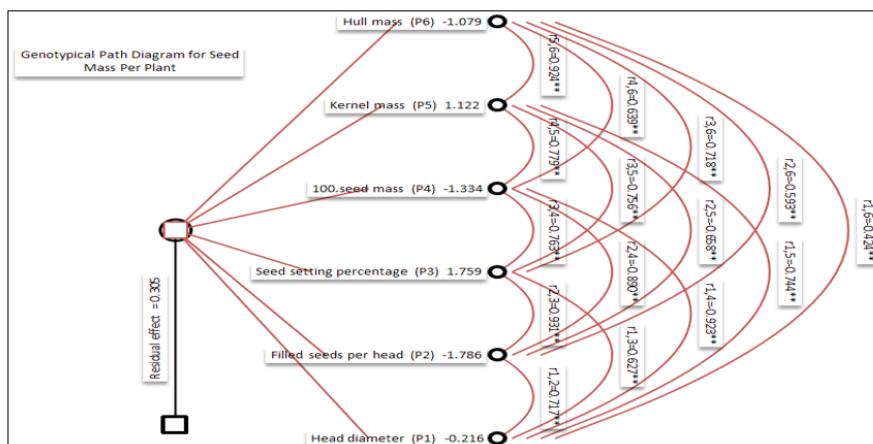 Genotypical Path Diagram for Seed
Mass Per Plant
Hull mass (P6) -1.079
Kernel mass (P5) 1.122
100.seed mass (P4) -1.334
Seed setting percentage (P3) 1.759
Filled seeds per head (P2) -1.786
Head diameter (P1) -0.216
Residual effect = 0.305
r5,6=0.924**
r4,5=0.779**
r3,4=0.763**
r2,3=0.931**
r1,2=0.717**
r4,6=0.639**
r3,5=0.756**
r2,4=0.890**
r1,3=0.627**
r3,6=0.718**
r2,5=0.658**
r1,4=0.923**
r2,6=0.593**
r1,5=0.744**
r1,6=0.424**